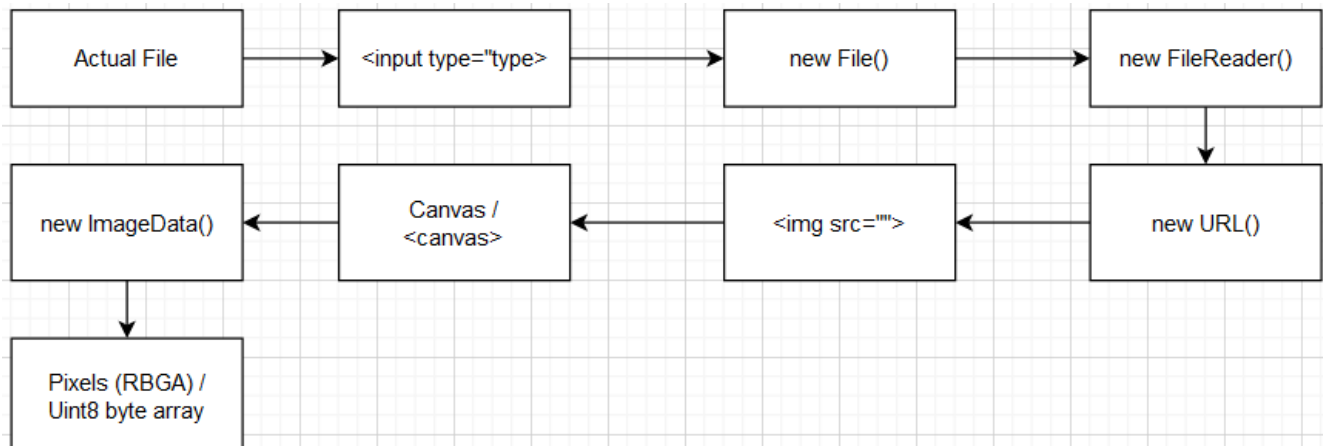 Actual File
<input type="type>
new File()
new FileReader()
new ImageData()
Canvas /
<canvas>
<img src="">
new URL()
Pixels (RBGA) /
Uint8 byte array